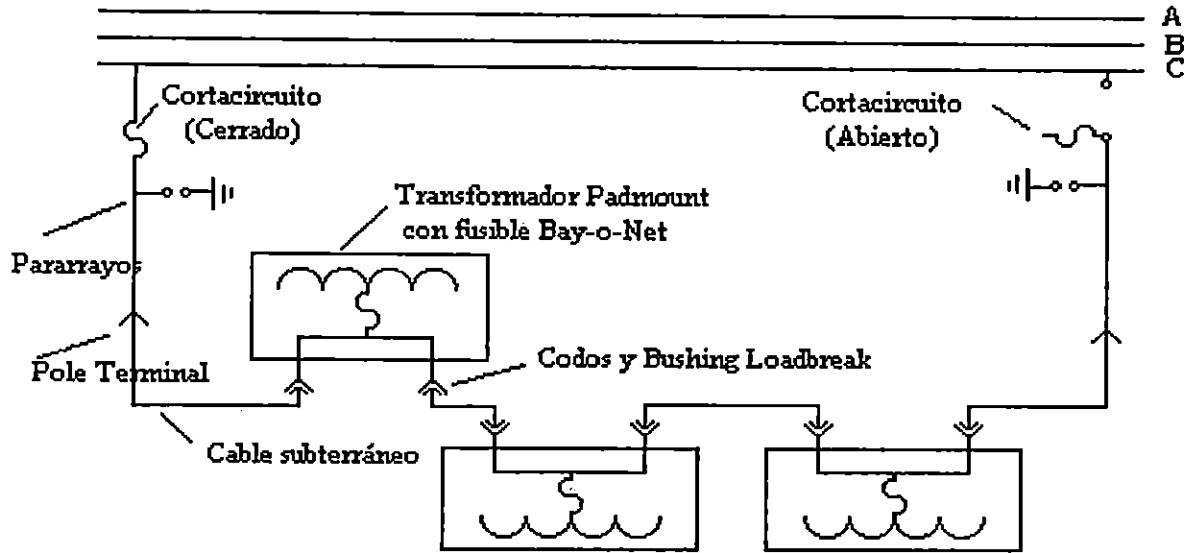 A
B
C
Cortacircuito
(Cerrado)
Cortacircuito
(Abierto)
Transformador Padmount
con fusible Bay-o-Net
Pararrayos
Pole Terminal
Codos y Bushing Loadbreak
Cable subterráneo